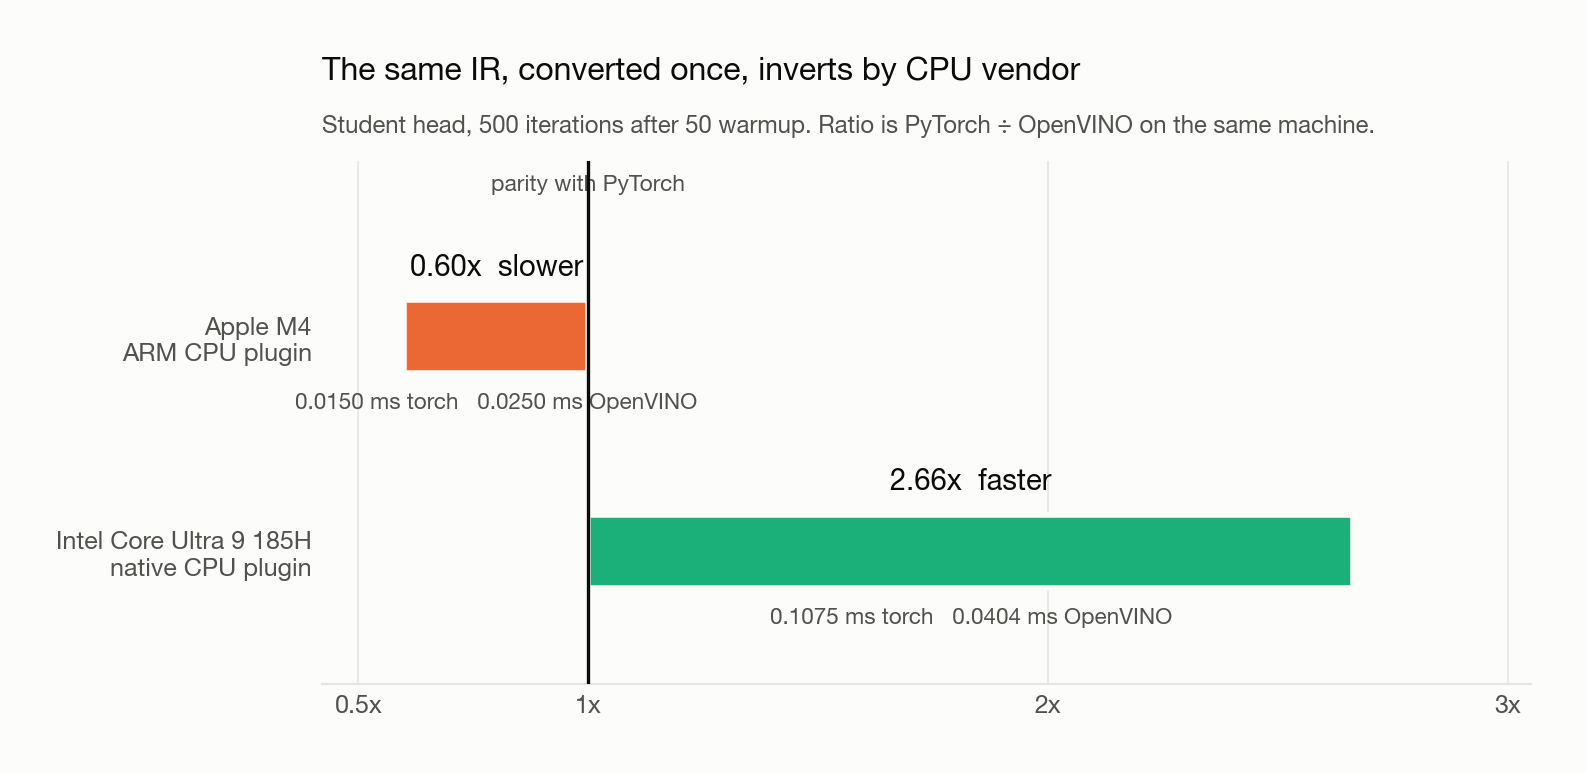 The same IR, converted once, inverts by CPU vendor
Student head, 500 iterations after 50 warmup. Ratio is PyTorch ÷ OpenVINO on the same machine.
parity with PyTorch
0.60x  slower
Apple M4
ARM CPU plugin
0.0150 ms torch   0.0250 ms OpenVINO
2.66x  faster
Intel Core Ultra 9 185H
native CPU plugin
0.1075 ms torch   0.0404 ms OpenVINO
0.5x 1x 2x 3x